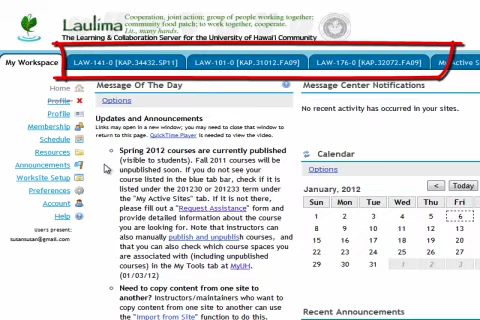 Laulima
Cooperation, joint action; group of people working together;
community food patch; to work together, cooperate.
Lit., many hands.
The Learning & Collaboration Server for the University of Hawai'i Community
My Workspace
LAW-141-0 [KAP.34432.SP11]
LAW-101-0 [KAP.31012.FA09]
LAW-176-0 [KAP.32072.FA09]
Active S
Home
Profile
Profile
Membership
Schedule
Resources
Announcements
Worksite Setup
Preferences
Account
Help
Users present:
susansusar@gmail.com
Message Of The Day
Options
Updates and Announcements
Links may open in a new window; you may need to close that window to
return to this page. QuickTime Player is needed to view the video.
Spring 2012 courses are currently published
(visible to students). Fall 2011 courses will be
unpublished soon. If you do not see your
course listed in the blue tab bar, check if it is
listed under the 201230 or 201233 term under
the "My Active Sites" tab. If it is not there,
please fill out a "Request Assistance" form and
provide detailed information about the course
you are looking for. Note that instructors can
also manually publish and unpublish courses, and
that you can also check which course spaces you
are associated with (including unpublished
courses) in the My Tools tab at MyUH.
(01/03/12)
Need to copy content from one site to
another? Instructors/maintainers who want to
copy content from one site to another can use
the "Import from Site" function to do this.
Message Center Notifications
No recent activity has occurred in your sites.
Calendar
Options
January, 2012
<
Today
Sun Mon Tue Wed Thu Fri
1 2 3 4 5 6
8 9 10 11 12 13
15 16 17 18 19 20
22 23 24 25 26 27
29 30 31 1 2 3
Recent Announcements